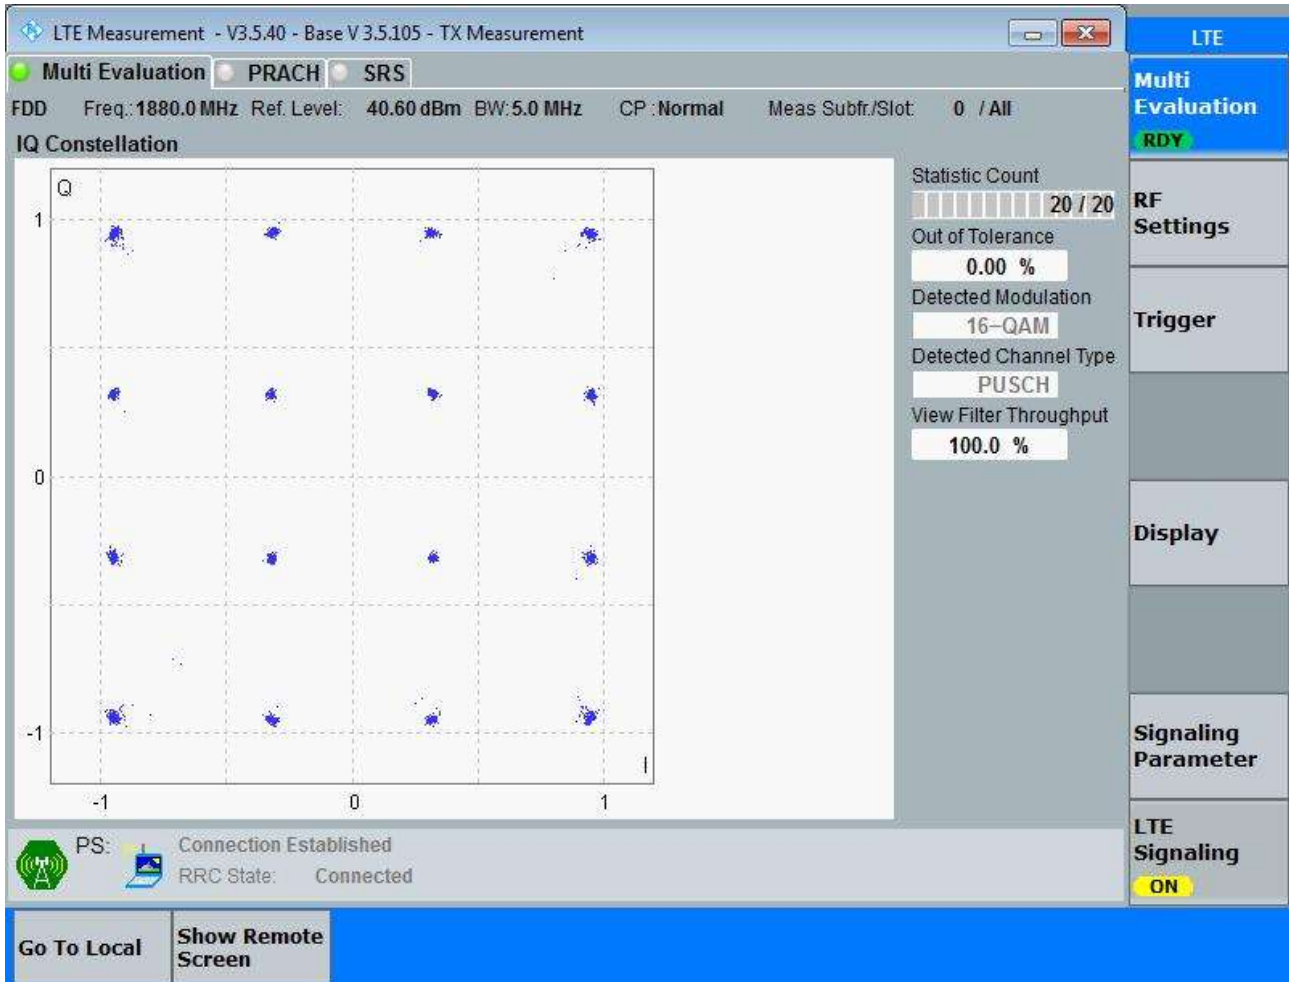 LTE Measurement - V3.5.40 - Base V 3.5.105 - TX Measurement
LTE
Multi Evaluation PRACH SRS
FDD Freq.:1880.0 MHz Ref. Level: 40.60 dBm BW:5.0 MHz CP :Normal Meas Subfr./Slot: 0 / All
IQ Constellation
Q
1
0
-1
I
-1 0 1
Statistic Count
20 / 20
Out of Tolerance
0.00 %
Detected Modulation
16-QAM
Detected Channel Type
PUSCH
View Filter Throughput
100.0 %
Multi
Evaluation
RDY
RF
Settings
Trigger
Display
Signaling
Parameter
LTE
Signaling
ON
PS: Connection Established
RRC State: Connected
Go To Local
Show Remote
Screen